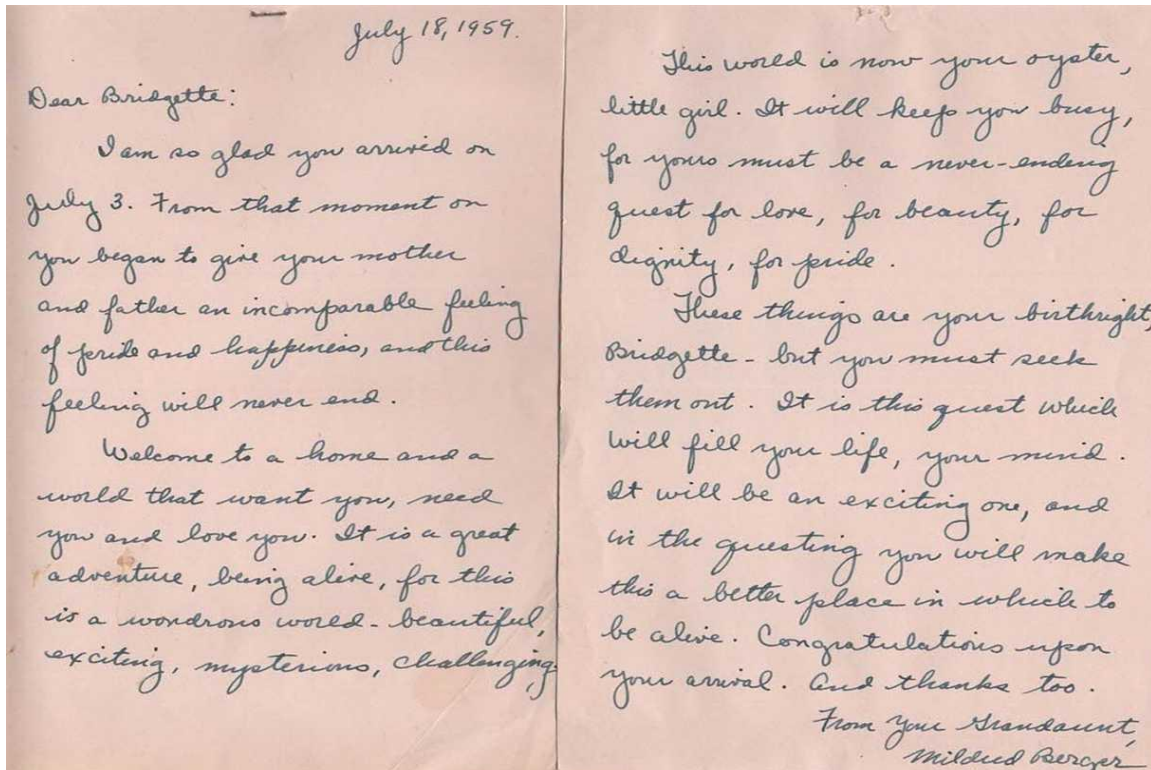 July 18, 1959.
Dear Bridgette:
I am so glad you arrived on
July 3. From that moment on
you began to give your mother
and father an incomparable feeling
of pride and happiness, and this
feeling will never end.
Welcome to a home and a
world that want you, need
you and love you. It is a great
adventure, being alive, for this
is a wondrous world - beautiful,
exciting, mysterious, challenging.
This world is now your oyster,
little girl. It will keep you busy,
for yours must be a never-ending
quest for love, for beauty, for
dignity, for pride.
These things are your birthright,
Bridgette - but you must seek
them out. It is this quest which
will fill your life, your mind.
It will be an exciting one, and
in the questing you will make
this a better place in which to
be alive. Congratulations upon
your arrival. And thanks too.
From your Grandaunt,
Mildred Berger